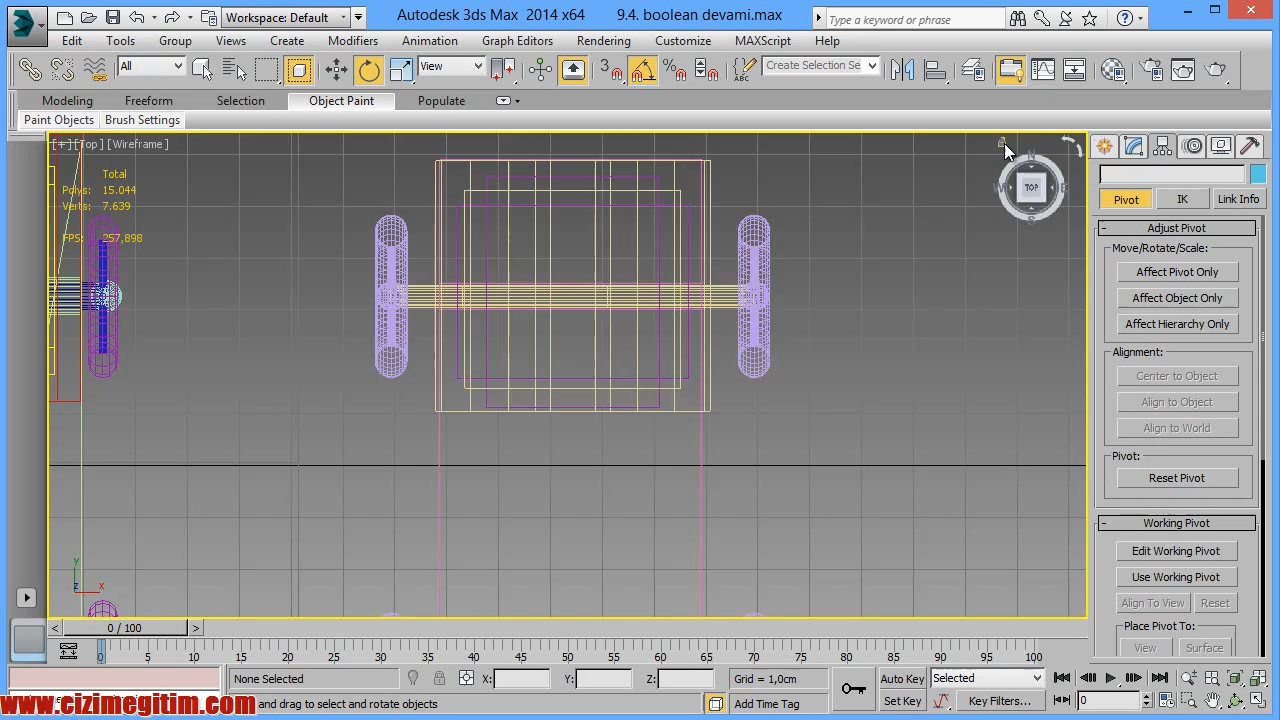 Workspace: Default
Autodesk 3ds Max 2014 x64 9.4. boolean devami.max
Type a keyword or phrase
Edit Tools Group Views Create Modifiers Animation Graph Editors Rendering Customize MAXScript Help
All View 3 Create Selection Se
Modeling Freeform Selection Object Paint Populate
Paint Objects Brush Settings
[+] [Top] [Wireframe]
Total
Polys: 15.044
Verts: 7.639
FPS: 257,898
N
W TOP E
S
y
z x
Pivot IK Link Info
- Adjust Pivot
Move/Rotate/Scale:
Affect Pivot Only
Affect Object Only
Affect Hierarchy Only
Alignment:
Center to Object
Align to Object
Align to World
Pivot:
Reset Pivot
- Working Pivot
Edit Working Pivot
Use Working Pivot
Align To View Reset
Place Pivot To:
View Surface
< 0 / 100 >
0 5 10 15 20 25 30 35 40 45 50 55 60 65 70 75 80 85 90 95 100
None Selected X: Y: Z: Grid = 1,0cm Auto Key Selected
www.cizimegitim.com and drag to select and rotate objects Add Time Tag Set Key Key Filters... 0